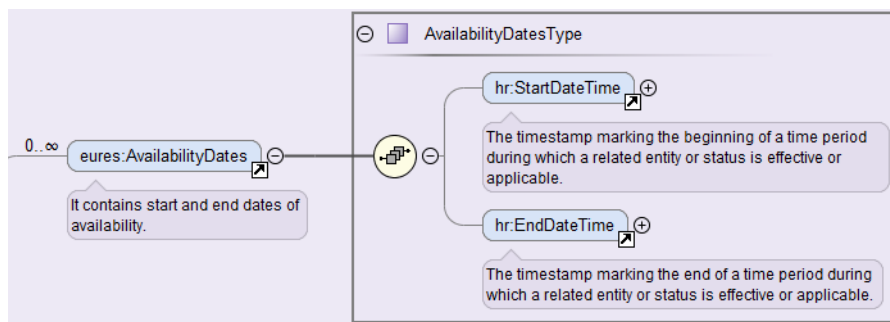 AvailabilityDatesType
hr:StartDateTime
The timestamp marking the beginning of a time period
during which a related entity or status is effective or
applicable.
0..∞
eures:AvailabilityDates
It contains start and end dates of
availability.
hr:EndDateTime
The timestamp marking the end of a time period during
which a related entity or status is effective or applicable.